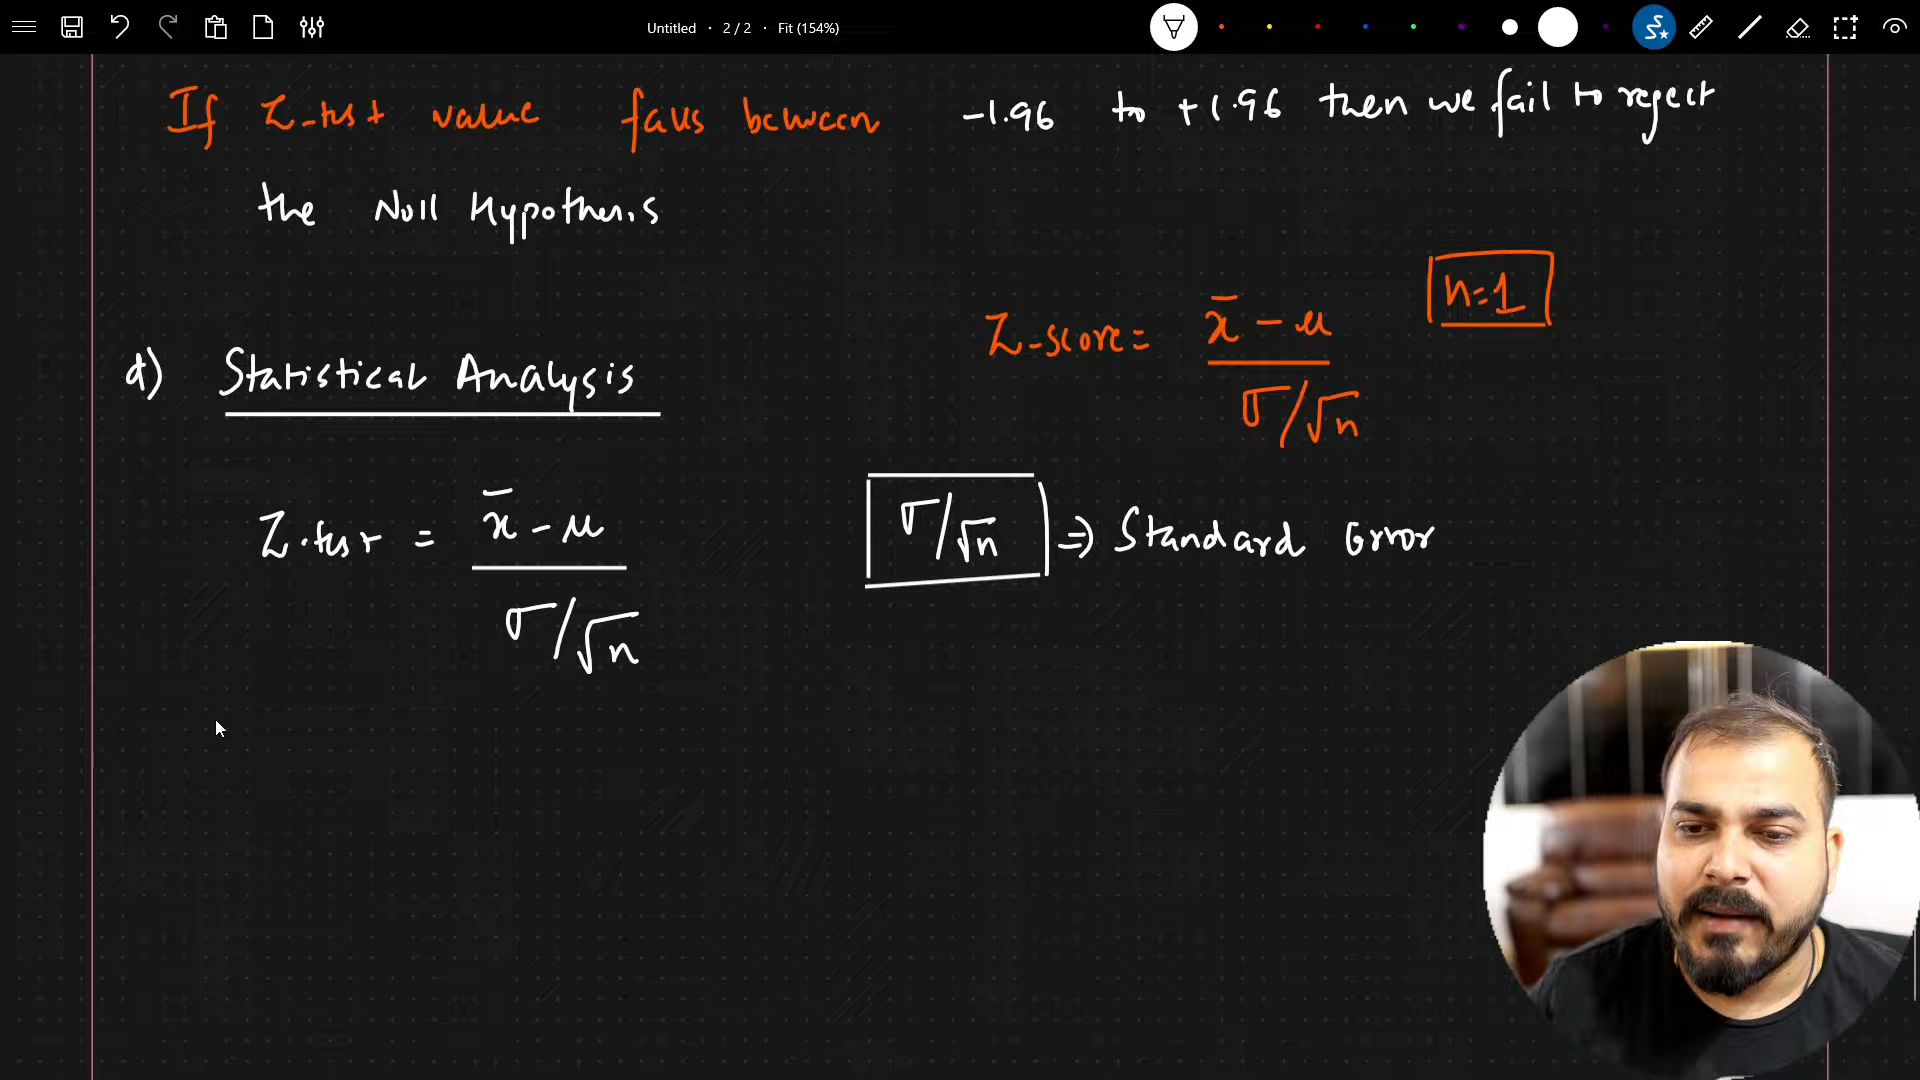 Untitled · 2 / 2 · Fit (154%)
If Z-test value falls between -1.96 to +1.96 then we fail to reject
the Null Hypothesis
n=1
Z-score = x̄ - μ
σ/√n
d) Statistical Analysis
Z-test = x̄ - μ
σ/√n
σ/√n ⇒ Standard Error